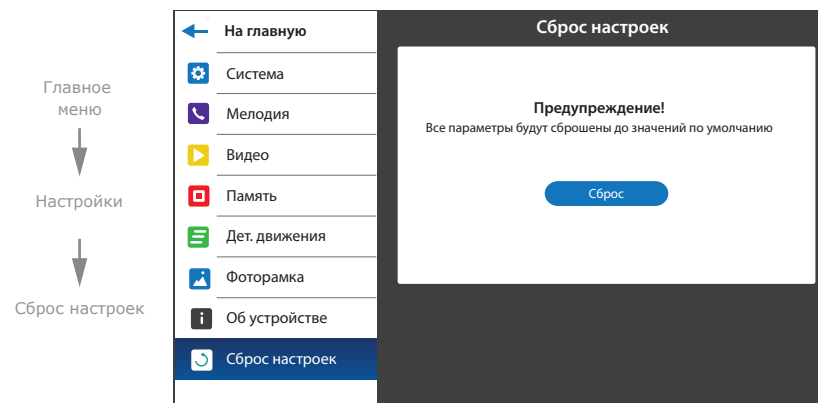 Главное
меню
Настройки
Сброс настроек
На главную
Система
Мелодия
Видео
Память
Дет. движения
Фоторамка
Об устройстве
Сброс настроек
Сброс настроек
Предупреждение!
Все параметры будут сброшены до значений по умолчанию
Сброс